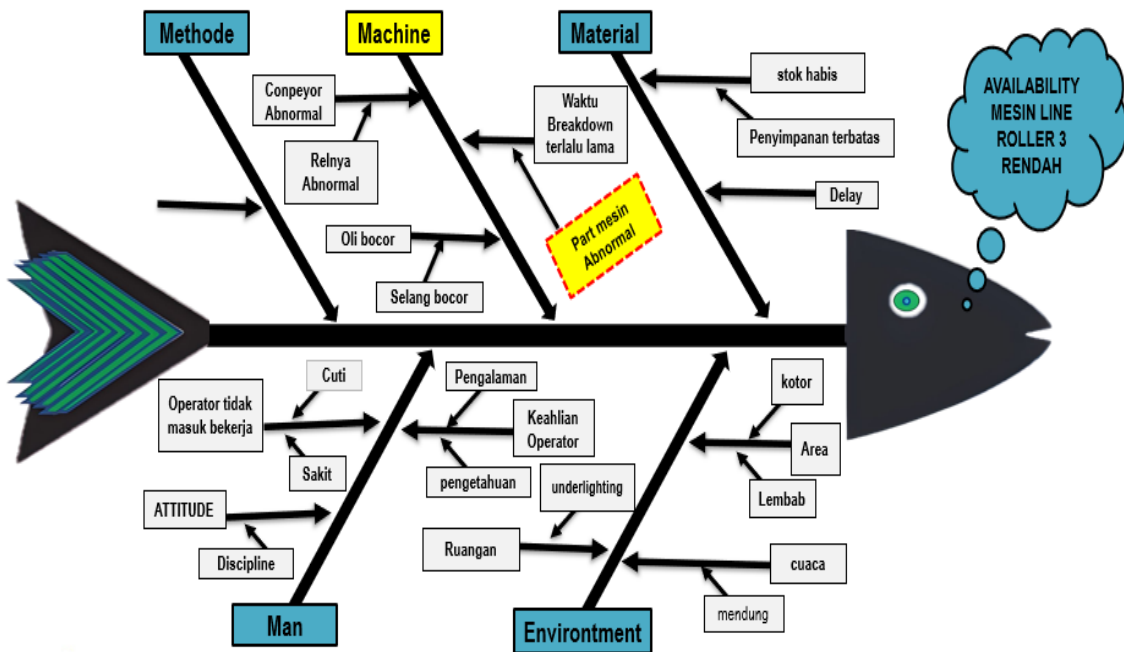 Methode
Machine
Material
AVAILABILITY
MESIN LINE
ROLLER 3
RENDAH
Conpeyor
Abnormal
Relnya
Abnormal
Waktu
Breakdown
terlalu lama
Part mesin
Abnormal
Oli bocor
Selang bocor
stok habis
Penyimpanan terbatas
Delay
Cuti
Operator tidak
masuk bekerja
Sakit
Pengalaman
Keahlian
Operator
pengetahuan
ATTITUDE
Discipline
kotor
Area
Lembab
underlighting
Ruangan
cuaca
mendung
Man
Environtment